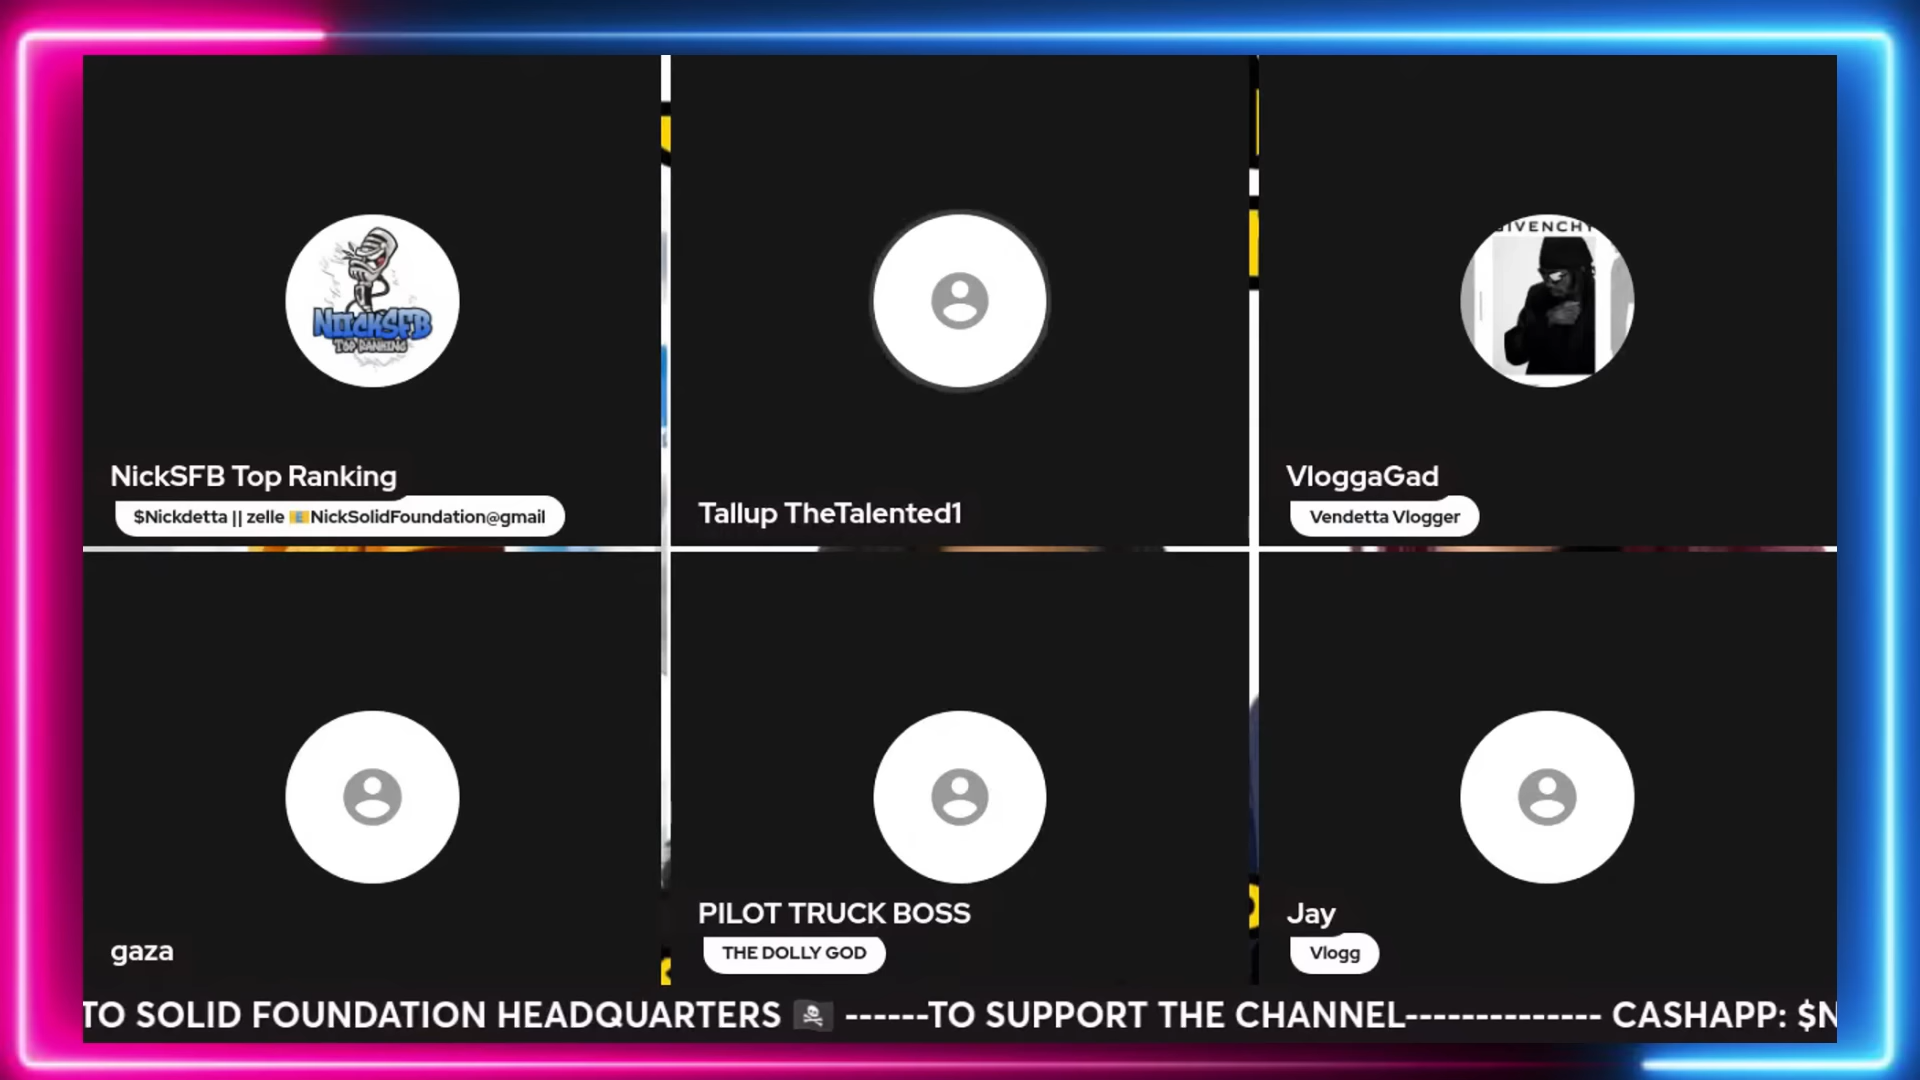 NIICKSFB
TOP RANKING
GIVENCHY
NickSFB Top Ranking
$Nickdetta || zelle 📧NickSolidFoundation@gmail
Tallup TheTalented1
VloggaGad
Vendetta Vlogger
gaza
PILOT TRUCK BOSS
THE DOLLY GOD
Jay
Vlogg
TO SOLID FOUNDATION HEADQUARTERS 🏴‍☠️ ------TO SUPPORT THE CHANNEL-------------- CASHAPP: $N